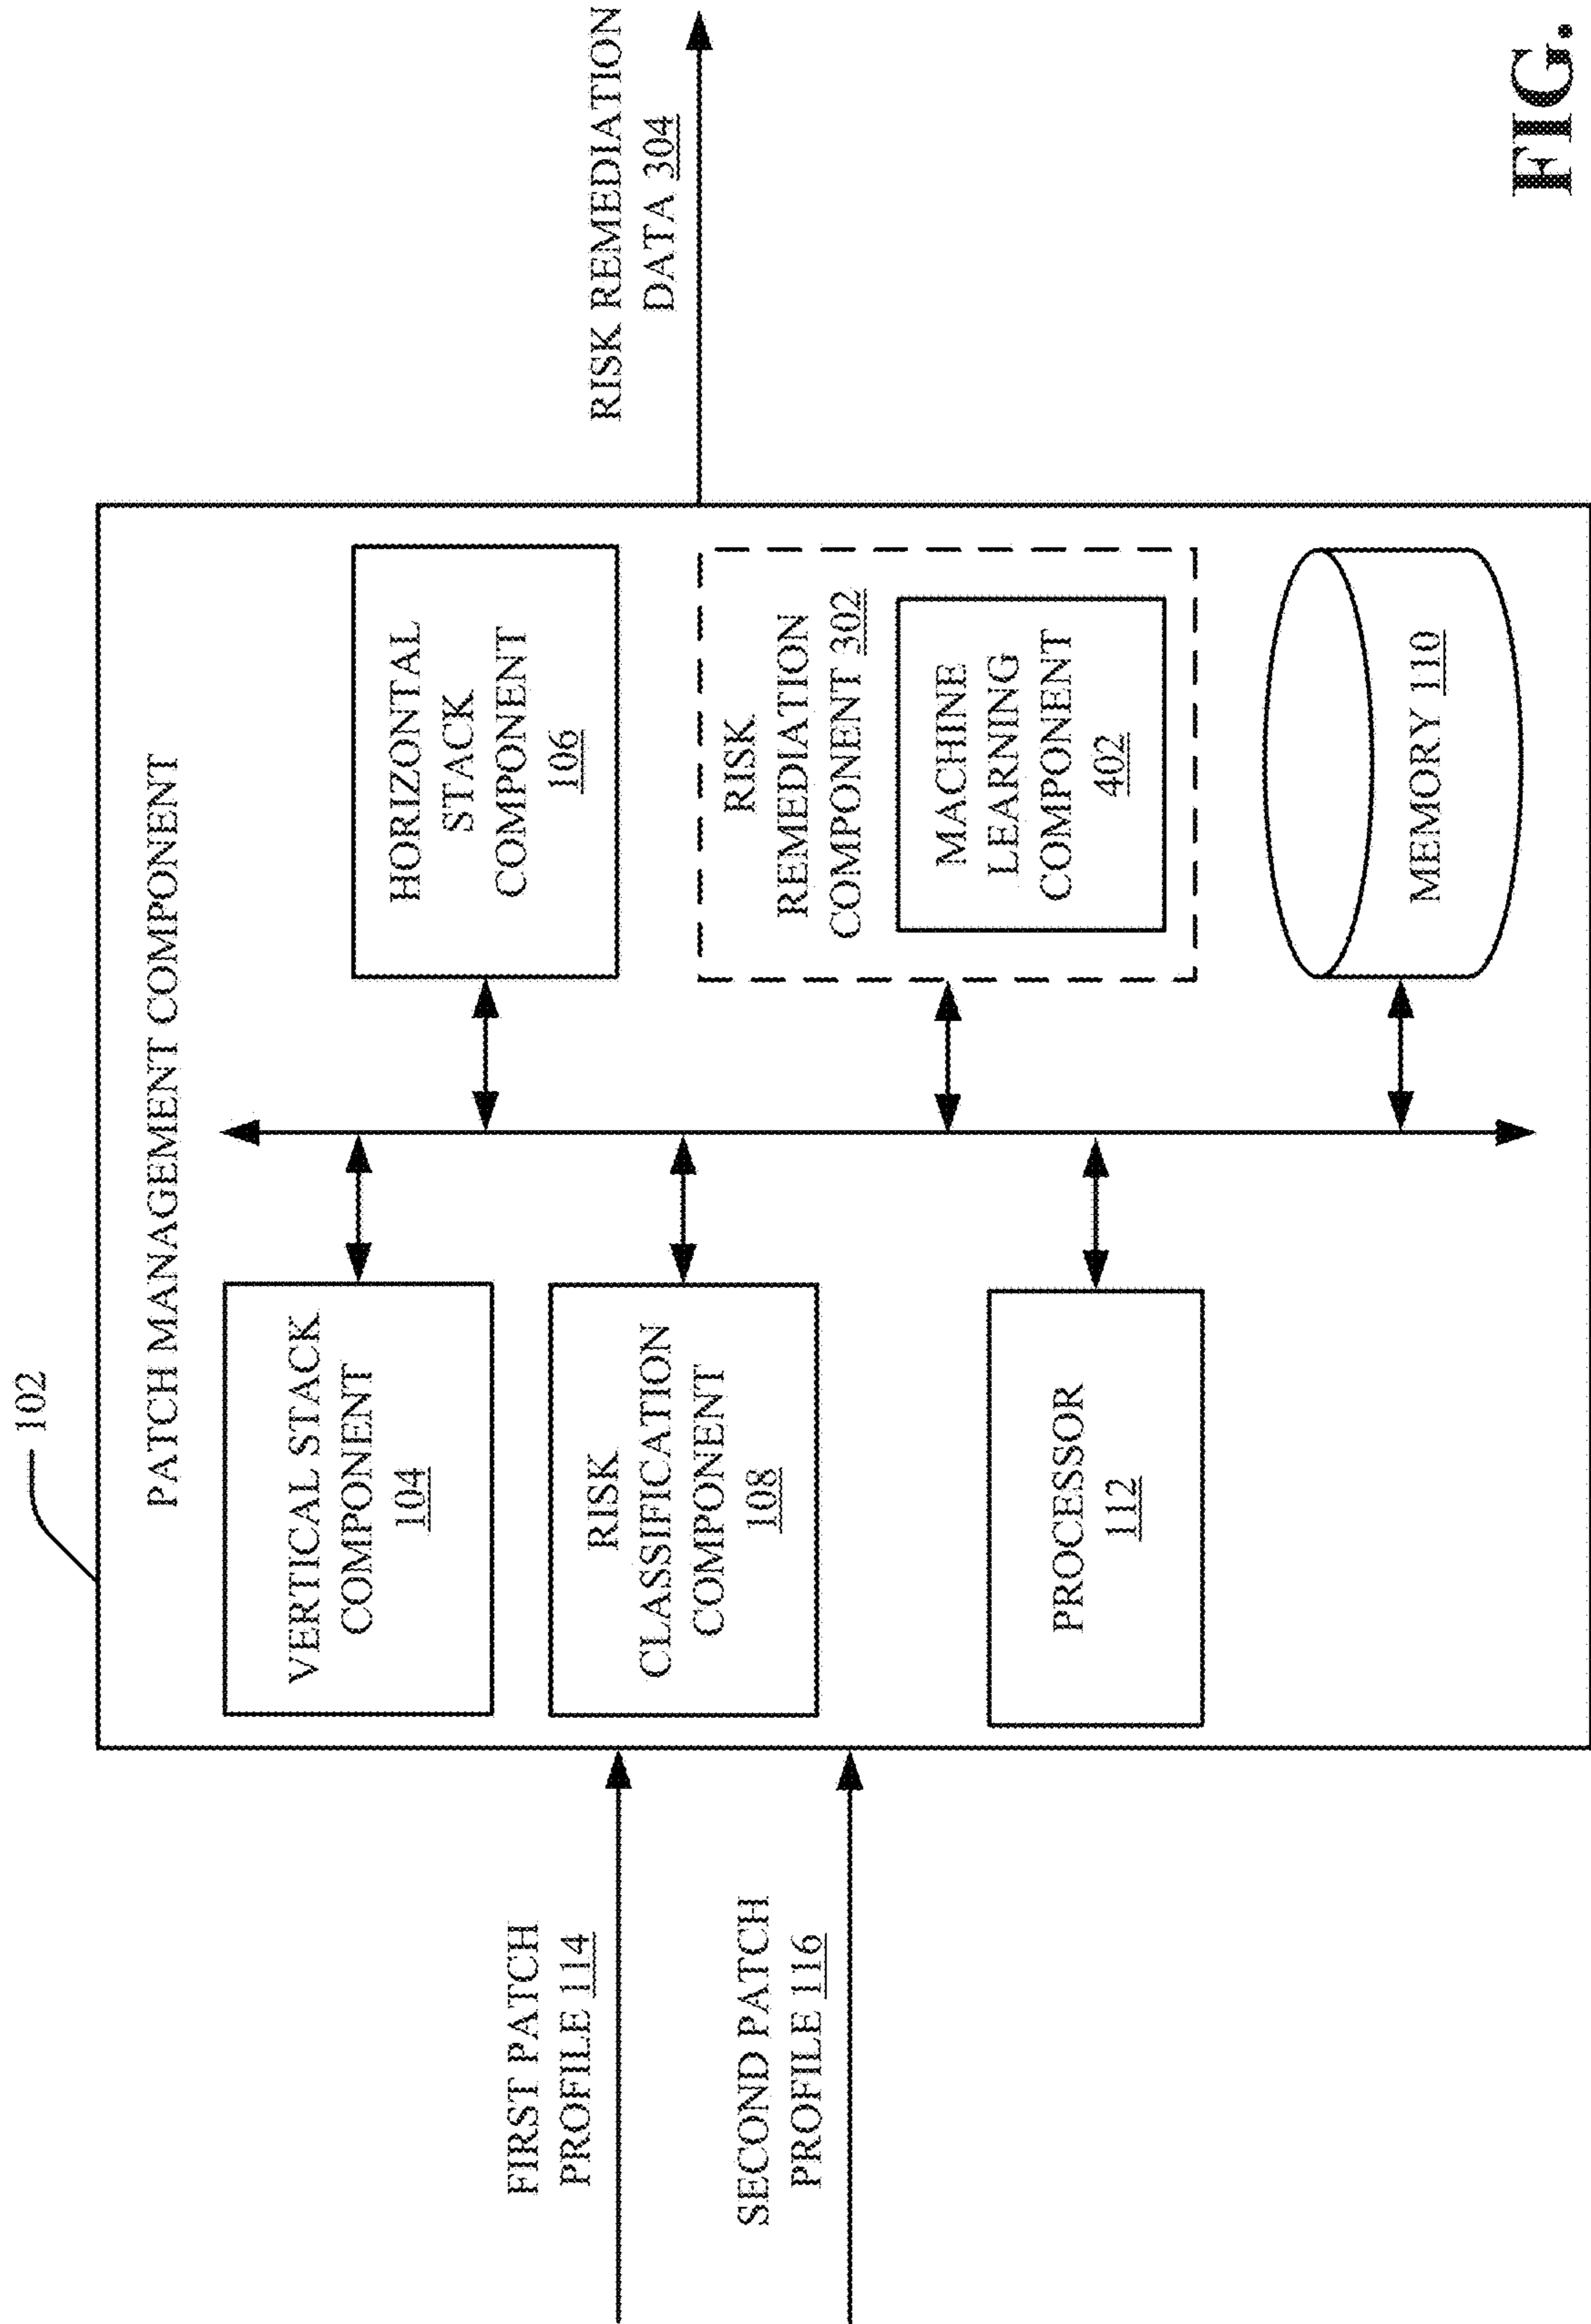 102
PATCH MANAGEMENT COMPONENT
FIRST PATCH
PROFILE 114
SECOND PATCH
PROFILE 116
VERTICAL STACK
COMPONENT
104
RISK
CLASSIFICATION
COMPONENT
108
PROCESSOR
112
HORIZONTAL
STACK
COMPONENT
106
RISK
REMEDIATION
COMPONENT 302
MACHINE
LEARNING
COMPONENT
402
MEMORY 110
RISK REMEDIATION
DATA 304
FIG.